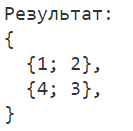 Результат:
{
  {1; 2},
  {4; 3},
}